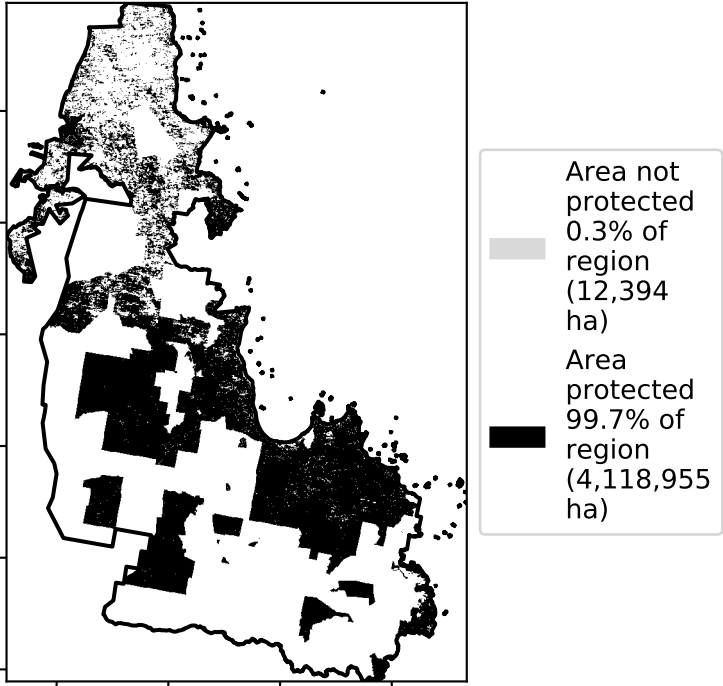 Area not
protected
0.3% of
region
(12,394
ha)
Area
protected
99.7% of
region
(4,118,955
ha)